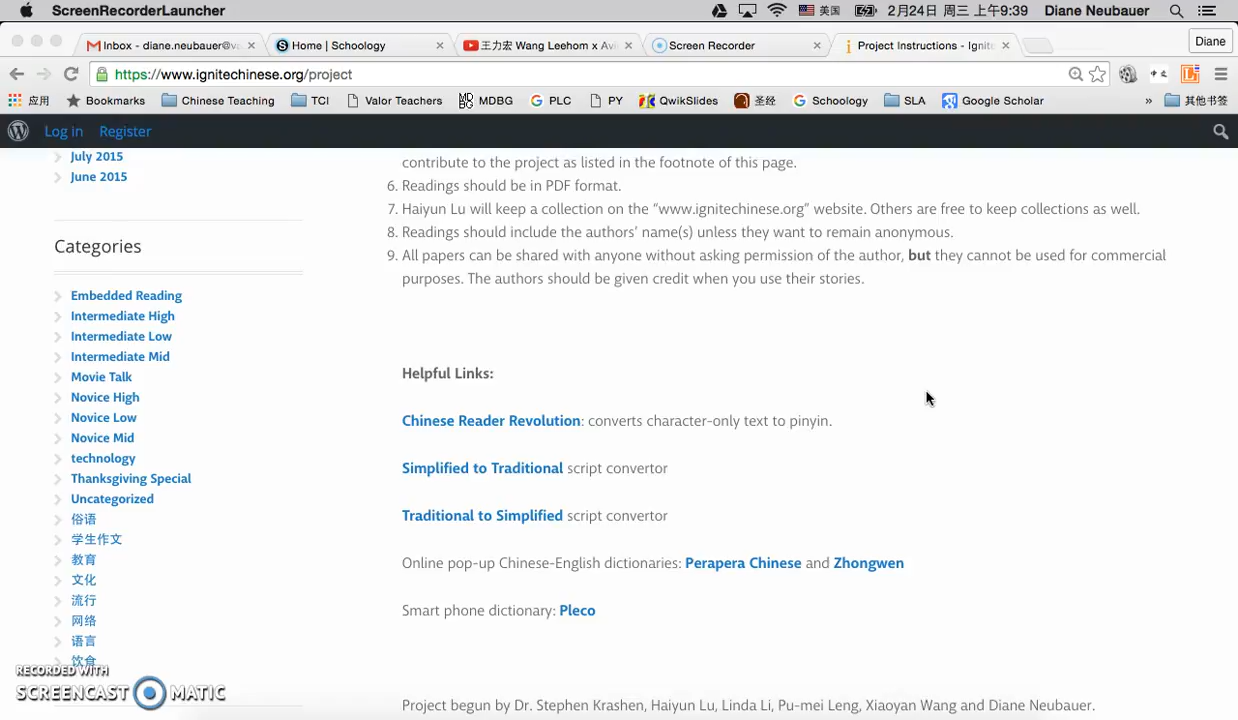 ScreenRecorderLauncher
美国
2月24日 周三 上午9:39
Diane Neubauer
Inbox - diane.neubauer@va
Home | Schoology
王力宏 Wang Leehom x Avi
Screen Recorder
Project Instructions - Ignit
Diane
https://www.ignitechinese.org/project
应用
Bookmarks
Chinese Teaching
TCI
Valor Teachers
MDBG
PLC
PY
QwikSlides
圣经
Schoology
SLA
Google Scholar
»
其他书签
Log in
Register
July 2015
June 2015
Categories
Embedded Reading
Intermediate High
Intermediate Low
Intermediate Mid
Movie Talk
Novice High
Novice Low
Novice Mid
technology
Thanksgiving Special
Uncategorized
俗语
学生作文
教育
文化
流行
网络
语言
饮食
contribute to the project as listed in the footnote of this page.
6. Readings should be in PDF format.
7. Haiyun Lu will keep a collection on the “www.ignitechinese.org” website. Others are free to keep collections as well.
8. Readings should include the authors’ name(s) unless they want to remain anonymous.
9. All papers can be shared with anyone without asking permission of the author, but they cannot be used for commercial
purposes. The authors should be given credit when you use their stories.
Helpful Links:
Chinese Reader Revolution: converts character-only text to pinyin.
Simplified to Traditional script convertor
Traditional to Simplified script convertor
Online pop-up Chinese-English dictionaries: Perapera Chinese and Zhongwen
Smart phone dictionary: Pleco
Project begun by Dr. Stephen Krashen, Haiyun Lu, Linda Li, Pu-mei Leng, Xiaoyan Wang and Diane Neubauer.
RECORDED WITH
SCREENCAST MATIC